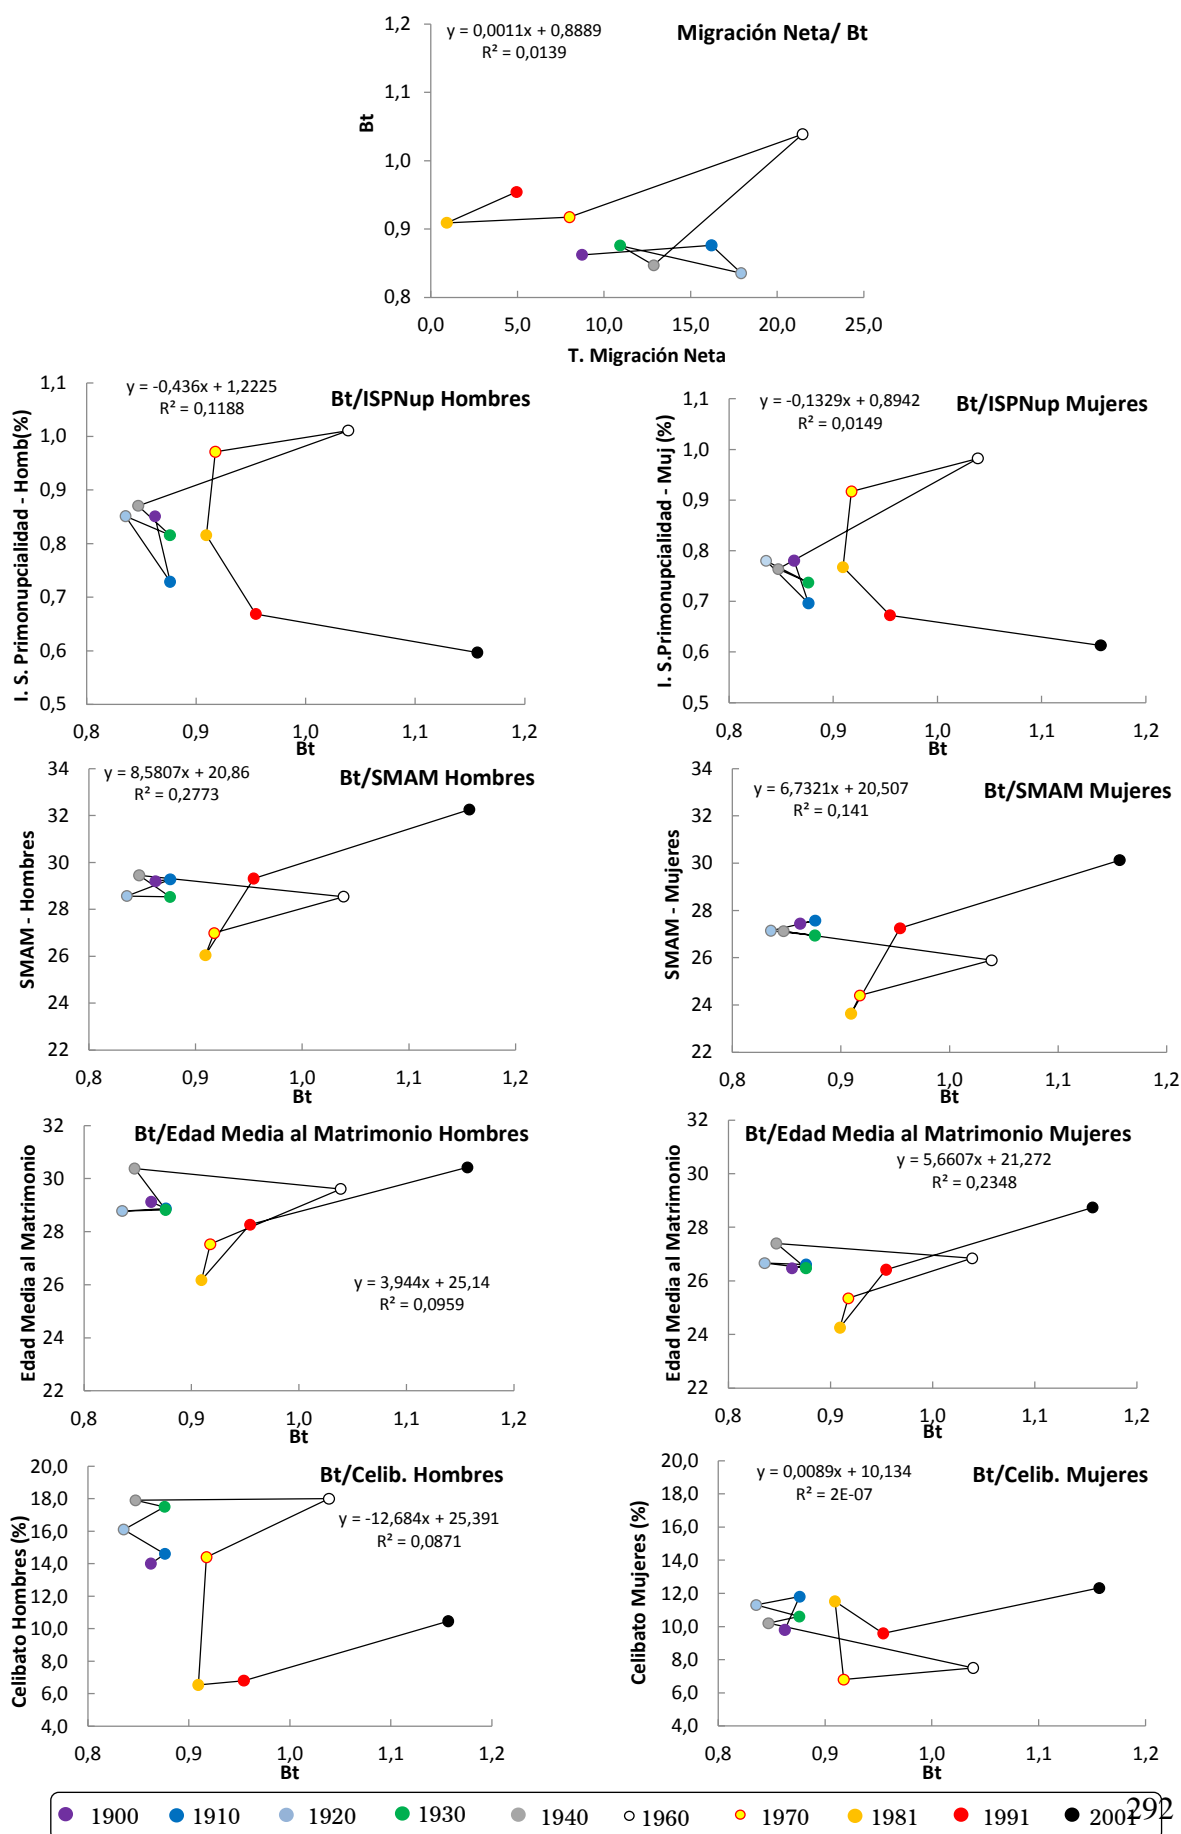 Migración Neta/ Bt
y = 0,0011x + 0,8889
R² = 0,0139
Bt
1,2
1,1
1,0
0,9
0,8
0,0 5,0 10,0 15,0 20,0 25,0
T. Migración Neta
Bt/ISPNup Hombres
y = -0,436x + 1,2225
R² = 0,1188
I. S. Primonupcialidad - Homb(%)
1,1
1,0
0,9
0,8
0,7
0,6
0,5
0,8 0,9 1,0 1,1 1,2
Bt
Bt/ISPNup Mujeres
y = -0,1329x + 0,8942
R² = 0,0149
I. S.Primonupcialidad - Muj (%)
1,1
1,0
0,9
0,8
0,7
0,6
0,5
0,8 0,9 1,0 1,1 1,2
Bt
Bt/SMAM Hombres
y = 8,5807x + 20,86
R² = 0,2773
SMAM - Hombres
34
32
30
28
26
24
22
0,8 0,9 1,0 1,1 1,2
Bt
Bt/SMAM Mujeres
y = 6,7321x + 20,507
R² = 0,141
SMAM - Mujeres
34
32
30
28
26
24
22
0,8 0,9 1,0 1,1 1,2
Bt
Bt/Edad Media al Matrimonio Hombres
y = 3,944x + 25,14
R² = 0,0959
Edad Media al Matrimonio
32
30
28
26
24
22
0,8 0,9 1,0 1,1 1,2
Bt
Bt/Edad Media al Matrimonio Mujeres
y = 5,6607x + 21,272
R² = 0,2348
Edad Media al Matrimonio
32
30
28
26
24
22
0,8 0,9 1,0 1,1 1,2
Bt
Bt/Celib. Hombres
y = -12,684x + 25,391
R² = 0,0871
Celibato Hombres (%)
20,0
18,0
16,0
14,0
12,0
10,0
8,0
6,0
4,0
0,8 0,9 1,0 1,1 1,2
Bt
Bt/Celib. Mujeres
y = 0,0089x + 10,134
R² = 2E-07
Celibato Mujeres (%)
20,0
18,0
16,0
14,0
12,0
10,0
8,0
6,0
4,0
0,8 0,9 1,0 1,1 1,2
Bt
1900 1910 1920 1930 1940 1960 1970 1981 1991 2001
292